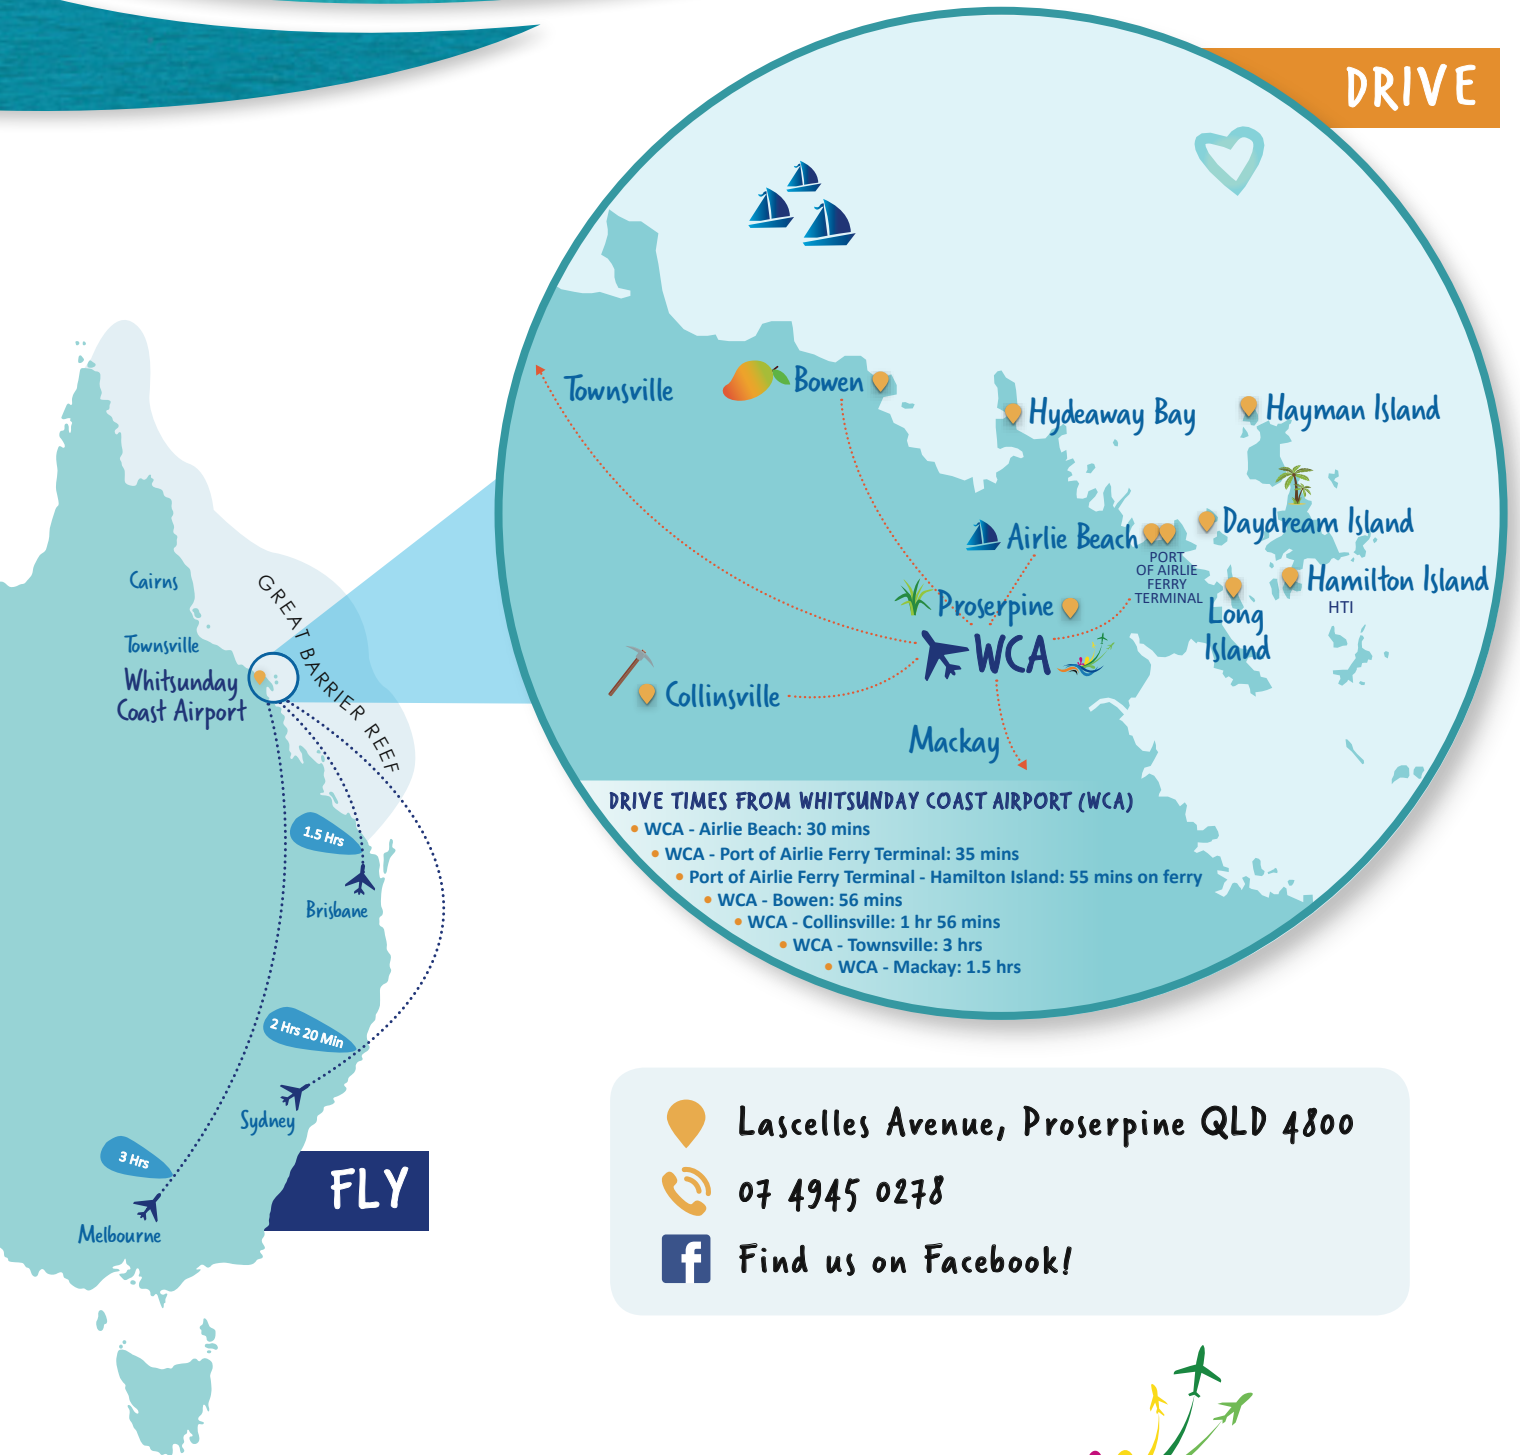 DRIVE
Townsville
Bowen
Hydeaway Bay
Hayman Island
Airlie Beach
Daydream Island
PORT
OF AIRLIE
FERRY
TERMINAL
Hamilton Island
HTI
Long
Island
Proserpine
WCA
Collinsville
Mackay
DRIVE TIMES FROM WHITSUNDAY COAST AIRPORT (WCA)
• WCA - Airlie Beach: 30 mins
• WCA - Port of Airlie Ferry Terminal: 35 mins
• Port of Airlie Ferry Terminal - Hamilton Island: 55 mins on ferry
• WCA - Bowen: 56 mins
• WCA - Collinsville: 1 hr 56 mins
• WCA - Townsville: 3 hrs
• WCA - Mackay: 1.5 hrs
Cairns
GREAT BARRIER REEF
Townsville
Whitsunday
Coast Airport
1.5 Hrs
Brisbane
2 Hrs 20 Min
Sydney
3 Hrs
Melbourne
FLY
Lascelles Avenue, Proserpine QLD 4800
07 4945 0278
f
Find us on Facebook!